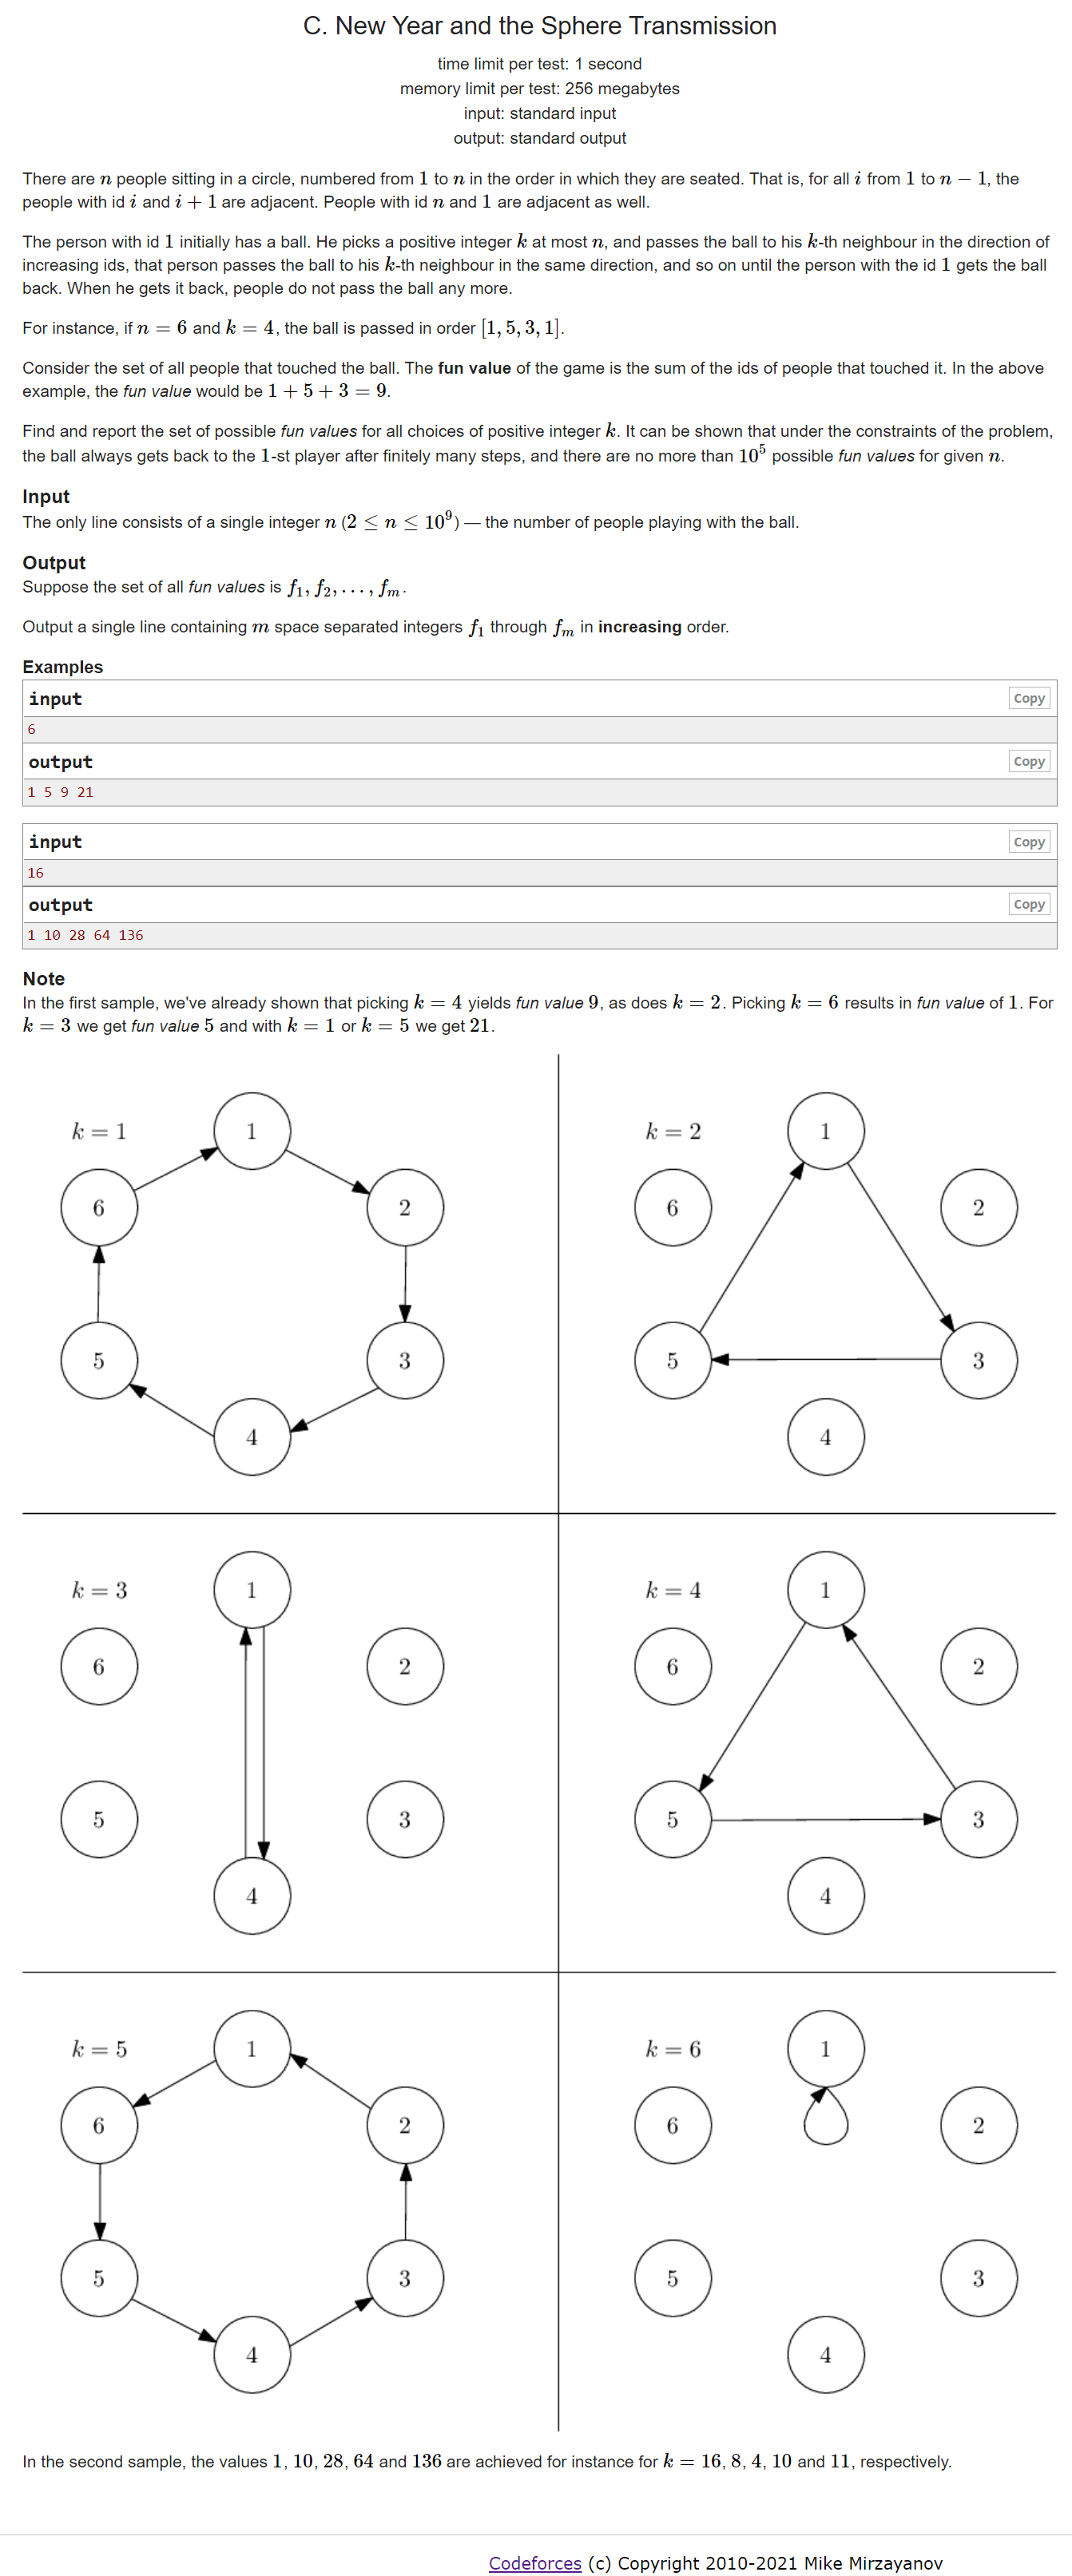 C. New Year and the Sphere Transmission
time limit per test: 1 second
memory limit per test: 256 megabytes
input: standard input
output: standard output
There are n people sitting in a circle, numbered from 1 to n in the order in which they are seated. That is, for all i from 1 to n − 1, the
people with id i and i + 1 are adjacent. People with id n and 1 are adjacent as well.
The person with id 1 initially has a ball. He picks a positive integer k at most n, and passes the ball to his k-th neighbour in the direction of
increasing ids, that person passes the ball to his k-th neighbour in the same direction, and so on until the person with the id 1 gets the ball
back. When he gets it back, people do not pass the ball any more.
For instance, if n = 6 and k = 4, the ball is passed in order [1, 5, 3, 1].
Consider the set of all people that touched the ball. The fun value of the game is the sum of the ids of people that touched it. In the above
example, the fun value would be 1 + 5 + 3 = 9.
Find and report the set of possible fun values for all choices of positive integer k. It can be shown that under the constraints of the problem,
the ball always gets back to the 1-st player after finitely many steps, and there are no more than 10^5 possible fun values for given n.
Input
The only line consists of a single integer n (2 ≤ n ≤ 10^9) — the number of people playing with the ball.
Output
Suppose the set of all fun values is f₁, f₂, . . . , fₘ.
Output a single line containing m space separated integers f₁ through fₘ in increasing order.
Examples
input Copy
6
output Copy
1 5 9 21
input Copy
16
output Copy
1 10 28 64 136
Note
In the first sample, we've already shown that picking k = 4 yields fun value 9, as does k = 2. Picking k = 6 results in fun value of 1. For
k = 3 we get fun value 5 and with k = 1 or k = 5 we get 21.
k = 1
1
6
2
5
3
4
k = 2
1
6
2
5
3
4
k = 3
1
6
2
5
3
4
k = 4
1
6
2
5
3
4
k = 5
1
6
2
5
3
4
k = 6
1
6
2
5
3
4
In the second sample, the values 1, 10, 28, 64 and 136 are achieved for instance for k = 16, 8, 4, 10 and 11, respectively.
Codeforces (c) Copyright 2010-2021 Mike Mirzayanov